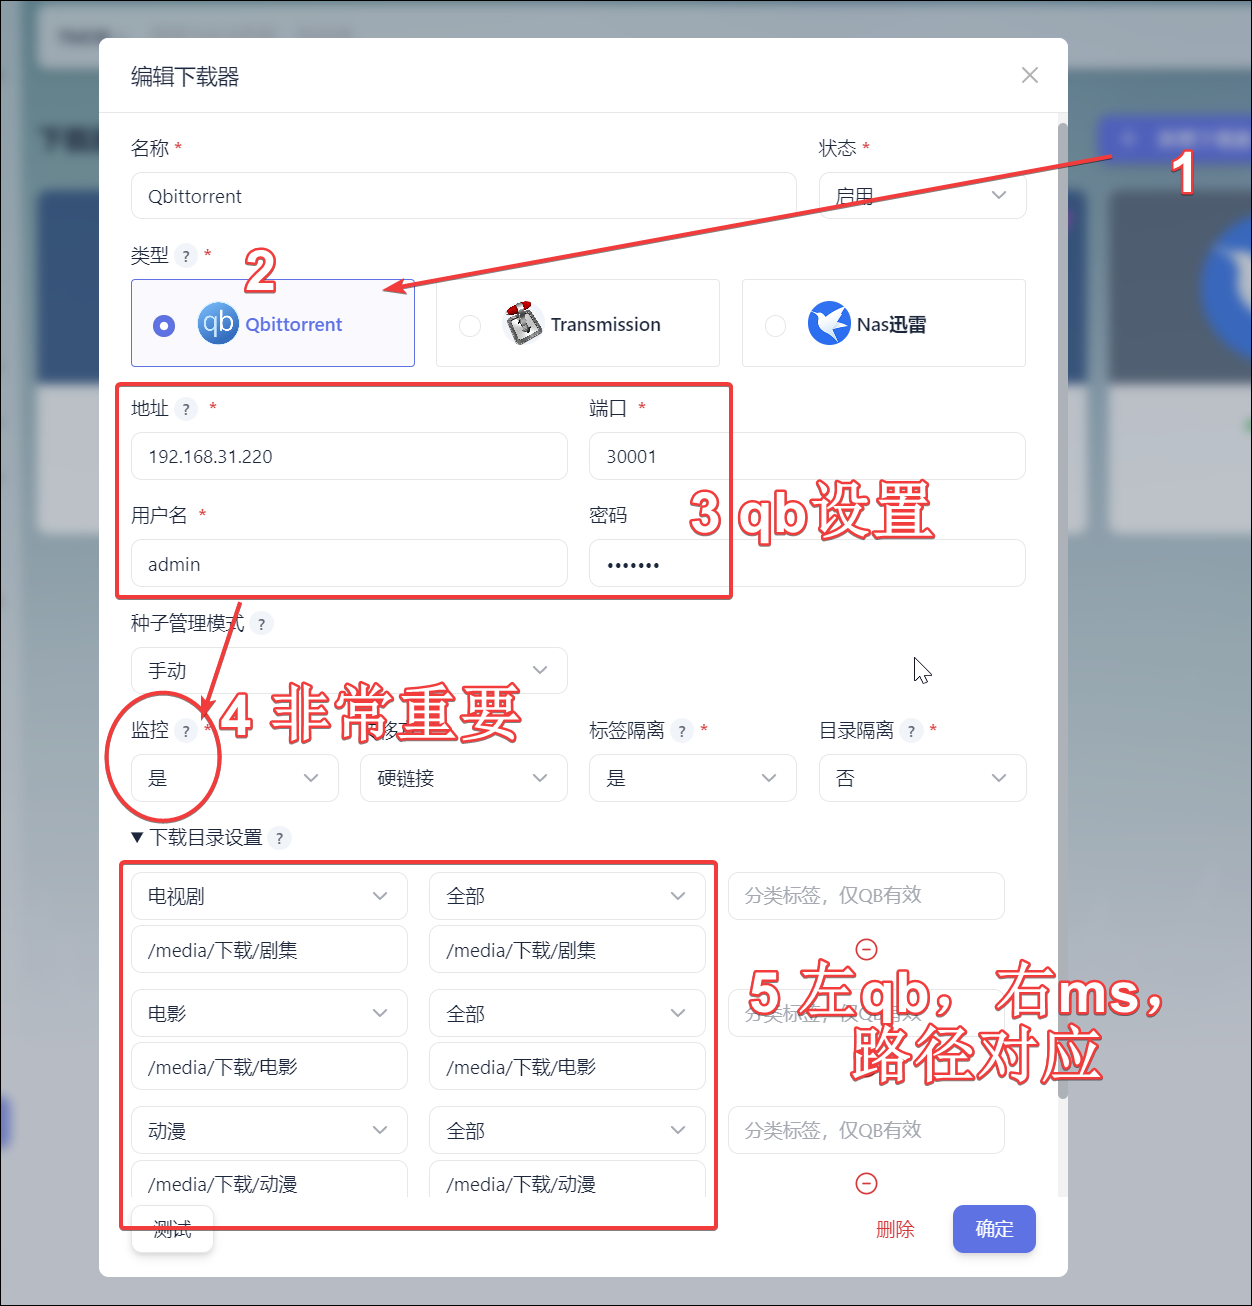 编辑下载器
名称 *
状态 *
Qbittorrent
启用
1
类型 ? *
2
qb Qbittorrent
Transmission
Nas迅雷
地址 ? *
端口 *
192.168.31.220
30001
用户名 *
密码
3 qb设置
admin
•••••••
种子管理模式 ?
手动
4 非常重要
监控 ? *
标签隔离 ? *
目录隔离 ? *
是
硬链接
是
否
▼ 下载目录设置 ?
电视剧
全部
分类标签，仅QB有效
/media/下载/剧集
/media/下载/剧集
5 左qb，右ms，
路径对应
电影
全部
分类标签，仅QB有效
/media/下载/电影
/media/下载/电影
动漫
全部
分类标签，仅QB有效
/media/下载/动漫
/media/下载/动漫
测试
删除
确定